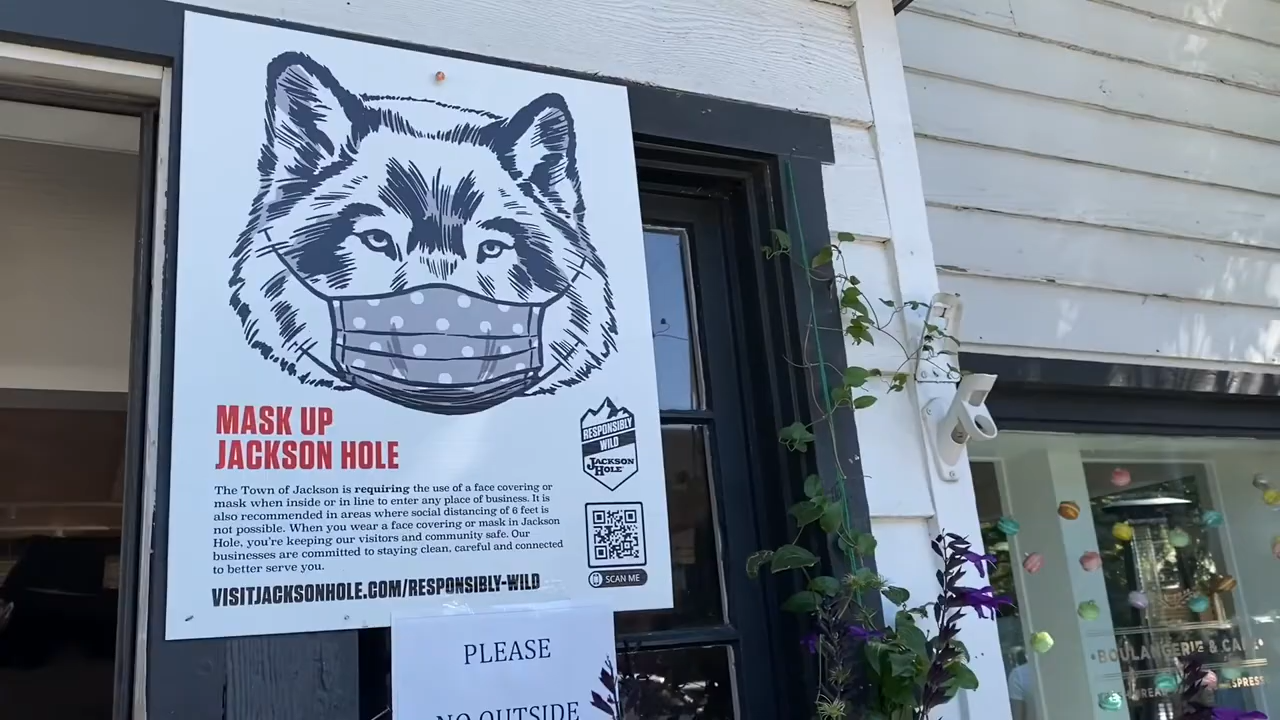 MASK UP
JACKSON HOLE
The Town of Jackson is requiring the use of a face covering or
mask when inside or in line to enter any place of business. It is
also recommended in areas where social distancing of 6 feet is
not possible. When you wear a face covering or mask in Jackson
Hole, you're keeping our visitors and community safe. Our
businesses are committed to staying clean, careful and connected
to better serve you.
VISITJACKSONHOLE.COM/RESPONSIBLY-WILD
RESPONSIBLY
WILD
JACKSON
HOLE
SCAN ME
PLEASE
NO OUTSIDE
BOULANGERIE &